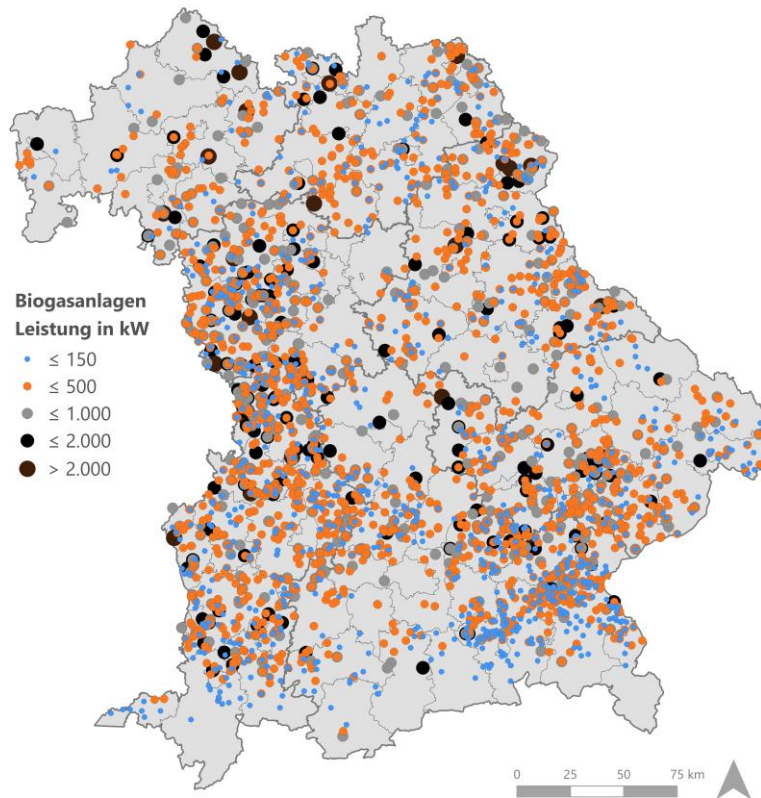 Biogasanlagen
Leistung in kW
≤ 150
≤ 500
≤ 1.000
≤ 2.000
> 2.000
0 25 50 75 km